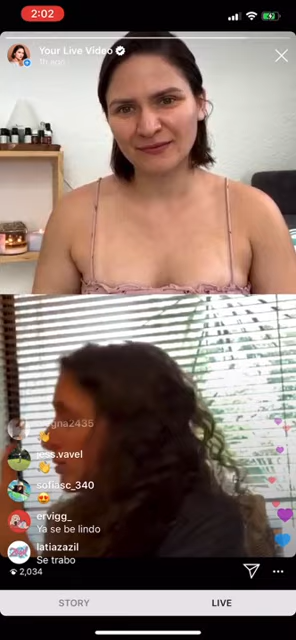 2:02
Your Live Video
1h ago
jess.vavel
sofiasc_340
ervigg_
Ya se be lindo
latiazazil
Se trabo
2,034
STORY
LIVE